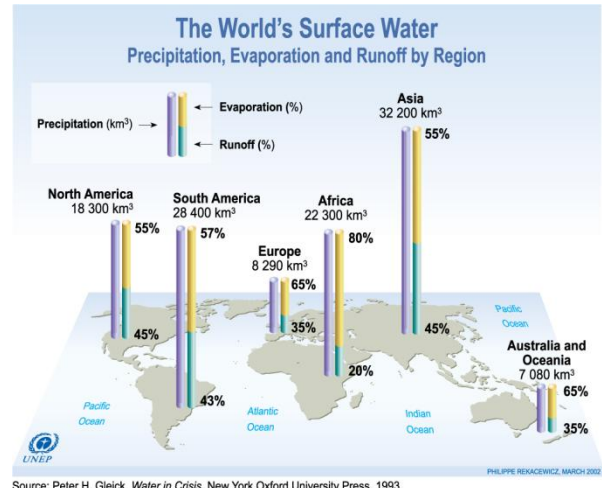 The World's Surface Water
Precipitation, Evaporation and Runoff by Region
Precipitation (km³)
Evaporation (%)
Runoff (%)
Asia
32 200 km³
55%
45%
North America
18 300 km³
55%
45%
South America
28 400 km³
57%
43%
Europe
8 290 km³
65%
35%
Africa
22 300 km³
80%
20%
Australia and
Oceania
7 080 km³
65%
35%
Pacific
Ocean
Pacific
Ocean
Atlantic
Ocean
Indian
Ocean
UNEP
PHILIPPE REKACEWICZ, MARCH 2002
Source: Peter H. Gleick, Water in Crisis, New York Oxford University Press, 1993.